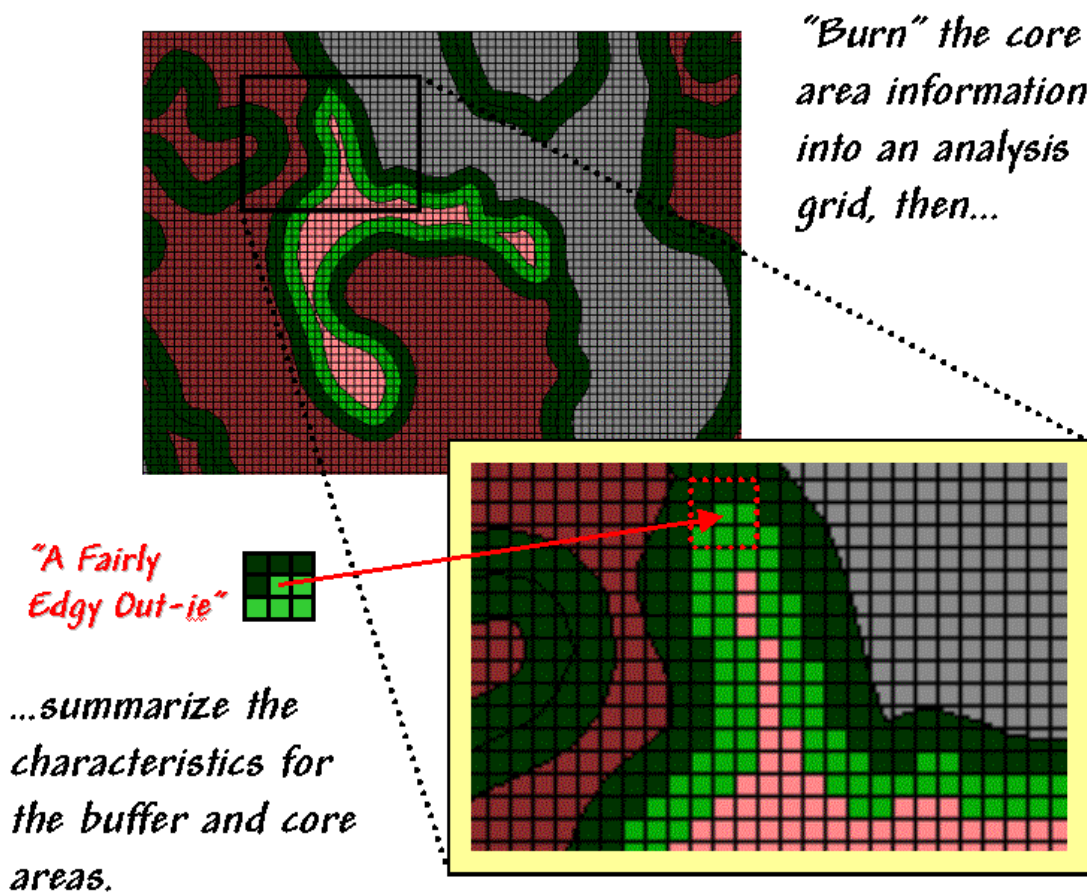 "Burn" the core
area information
into an analysis
grid, then...
"A Fairly
Edgy Out-ie"
...summarize the
characteristics for
the buffer and core
areas.